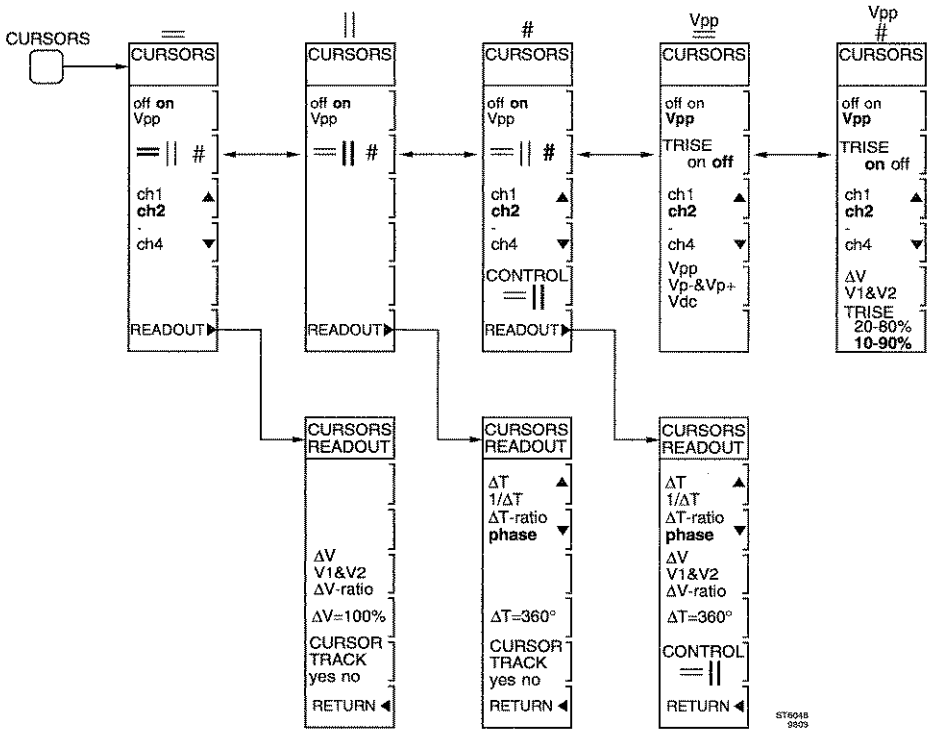 CURSORS
=
CURSORS
off on
Vpp
= || #
ch1 ▲
ch2
-
ch4 ▼
READOUT ▶
||
CURSORS
off on
Vpp
= || #
READOUT ▶
#
CURSORS
off on
Vpp
= || #
ch1 ▲
ch2
-
ch4 ▼
CONTROL
= ||
READOUT ▶
Vpp
=
CURSORS
off on
Vpp
TRISE
on off
ch1 ▲
ch2
-
ch4 ▼
Vpp
Vp-&Vp+
Vdc
Vpp
#
CURSORS
off on
Vpp
TRISE
on off
ch1 ▲
ch2
-
ch4 ▼
ΔV
V1&V2
TRISE
20-80%
10-90%
CURSORS
READOUT
ΔV
V1&V2
ΔV-ratio
ΔV=100%
CURSOR
TRACK
yes no
RETURN ◀
CURSORS
READOUT
ΔT ▲
1/ΔT
ΔT-ratio
phase ▼
ΔT=360°
CURSOR
TRACK
yes no
RETURN ◀
CURSORS
READOUT
ΔT ▲
1/ΔT
ΔT-ratio
phase ▼
ΔV
V1&V2
ΔV-ratio
ΔT=360°
CONTROL
= ||
RETURN ◀
ST6048
9303